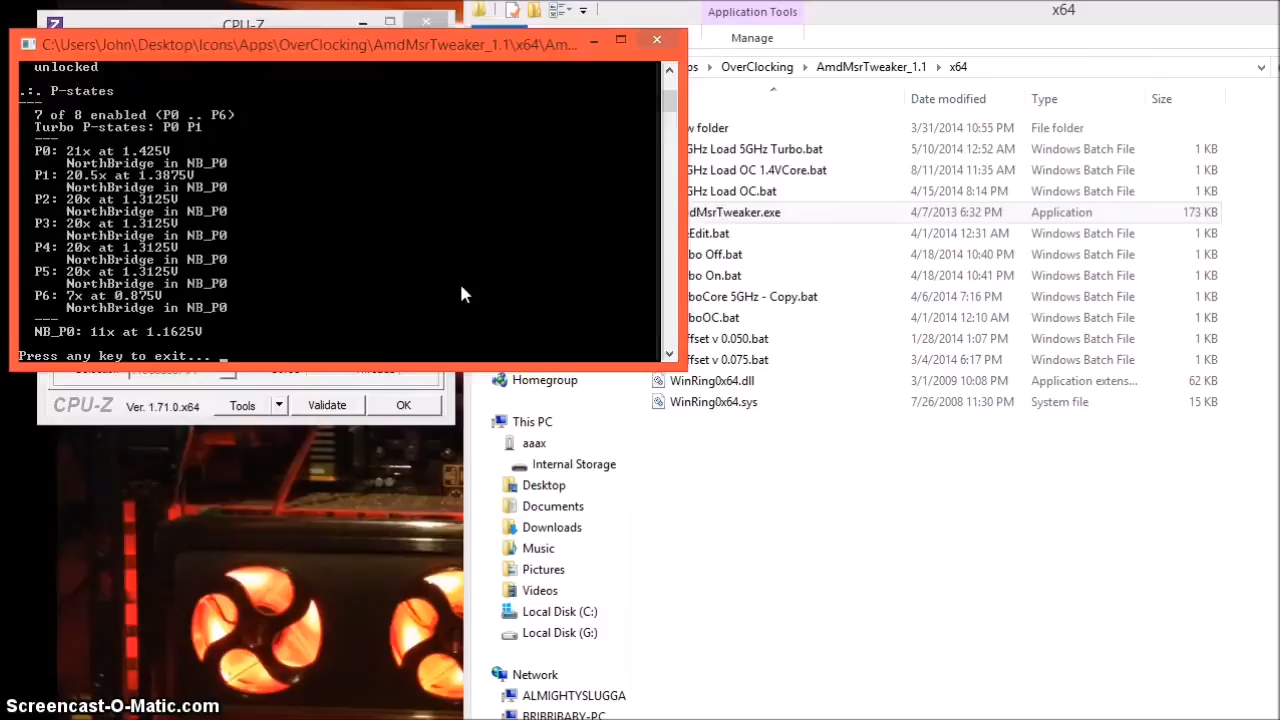 CPU-Z
C:\Users\John\Desktop\Icons\Apps\OverClocking\AmdMsrTweaker_1.1\x64\Am...
unlocked
.:. P-states
---
7 of 8 enabled (P0 .. P6)
Turbo P-states: P0 P1
---
P0: 21x at 1.425V
NorthBridge in NB_P0
P1: 20.5x at 1.3875V
NorthBridge in NB_P0
P2: 20x at 1.3125V
NorthBridge in NB_P0
P3: 20x at 1.3125V
NorthBridge in NB_P0
P4: 20x at 1.3125V
NorthBridge in NB_P0
P5: 20x at 1.3125V
NorthBridge in NB_P0
P6: 7x at 0.875V
NorthBridge in NB_P0
---
NB_P0: 11x at 1.1625V
Press any key to exit... _
CPU-Z Ver. 1.71.0.x64 Tools Validate OK
Application Tools
x64
Manage
ps OverClocking AmdMsrTweaker_1.1 x64
Date modified Type Size
w folder 3/31/2014 10:55 PM File folder
GHz Load 5GHz Turbo.bat 5/10/2014 12:52 AM Windows Batch File 1 KB
GHz Load OC 1.4VCore.bat 8/11/2014 11:35 AM Windows Batch File 1 KB
GHz Load OC.bat 4/15/2014 8:14 PM Windows Batch File 1 KB
dMsrTweaker.exe 4/7/2013 6:32 PM Application 173 KB
eEdit.bat 4/1/2014 12:31 AM Windows Batch File 1 KB
bo Off.bat 4/18/2014 10:40 PM Windows Batch File 1 KB
bo On.bat 4/18/2014 10:41 PM Windows Batch File 1 KB
boCore 5GHz - Copy.bat 4/6/2014 7:16 PM Windows Batch File 1 KB
boOC.bat 4/1/2014 12:10 AM Windows Batch File 1 KB
ffset v 0.050.bat 1/28/2014 1:07 PM Windows Batch File 1 KB
ffset v 0.075.bat 2/4/2014 6:17 PM Windows Batch File 1 KB
WinRing0x64.dll 3/1/2009 10:08 PM Application extens... 62 KB
WinRing0x64.sys 7/26/2008 11:30 PM System file 15 KB
Homegroup
This PC
aaax
Internal Storage
Desktop
Documents
Downloads
Music
Pictures
Videos
Local Disk (C:)
Local Disk (G:)
Network
ALMIGHTYSLUGGA
BRIBRIBABY-PC
Screencast-O-Matic.com